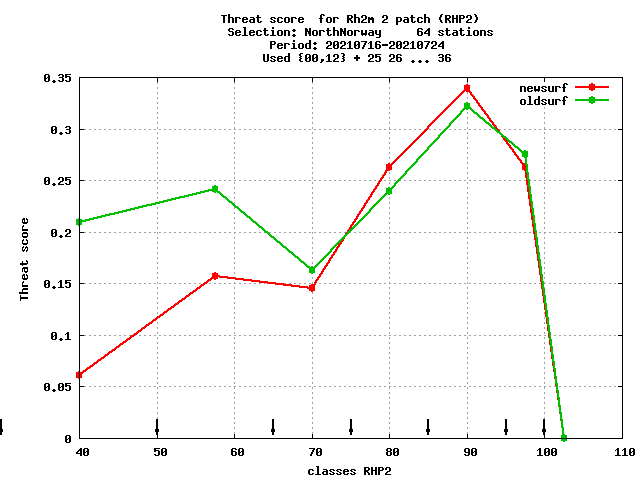 Threat score  for Rh2m 2 patch (RHP2)
Selection: NorthNorway     64 stations
Period: 20210716-20210724
Used {00,12} + 25 26 ... 36
newsurf
oldsurf
0.35
0.3
0.25
0.2
0.15
0.1
0.05
0
Threat score
40 50 60 70 80 90 100 110
classes RHP2